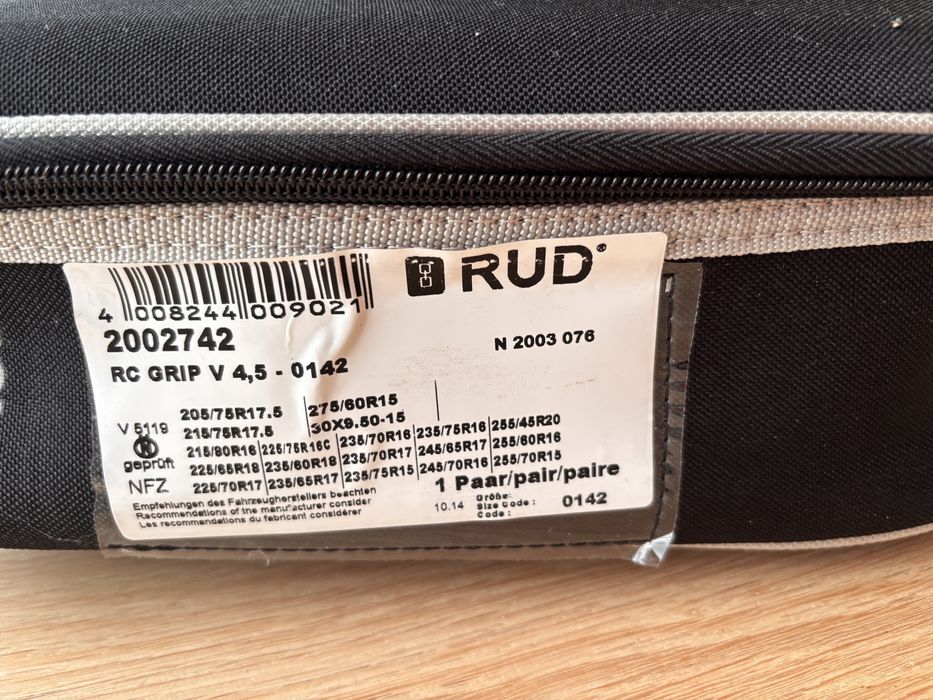 RUD®
4 008244 009021
2002742
N 2003 076
RC GRIP V 4,5 - 0142
205/75R17.5 275/60R15
V 5119 215/75R17.5 30X9.50-15
215/80R16 225/75R16C 235/70R16 235/75R16 255/45R20
geprüft 225/65R18 235/60R18 235/70R17 245/65R17 255/60R16
NFZ 225/70R17 235/65R17 235/75R15 245/70R16 255/70R15
1 Paar/pair/paire
Empfehlungen des Fahrzeugherstellers beachten
Recommendations of the manufacturer consider
Les recommendations du fabricant considérer
10.14
Größe:
Size Code: 0142
Code: